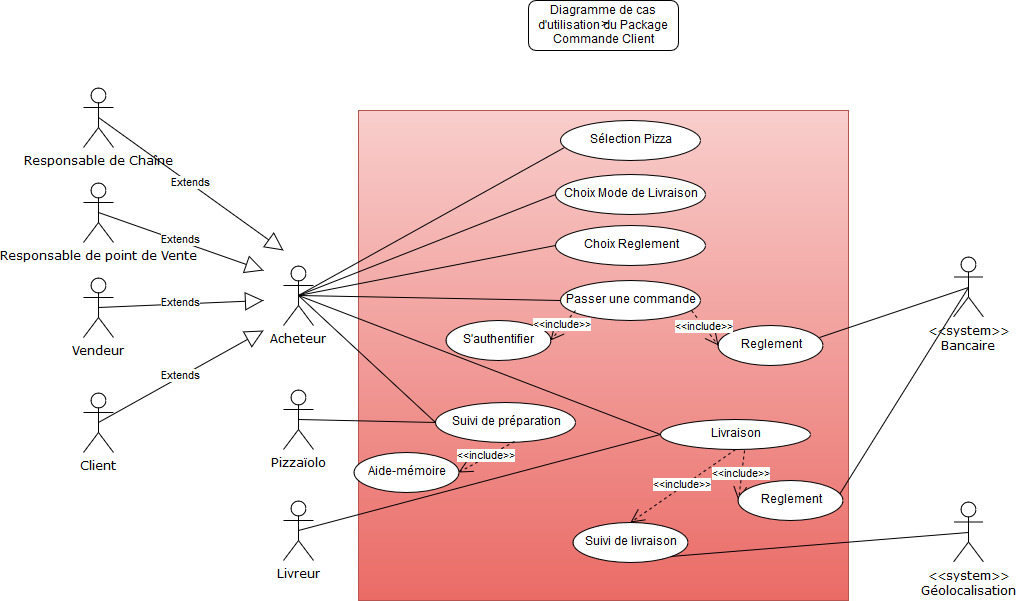 Diagramme de cas
d'utilisation du Package
Commande Client
Responsable de Chaîne
Extends
Responsable de point de Vente
Extends
Vendeur
Extends
Client
Extends
Acheteur
Pizzaïolo
Livreur
Sélection Pizza
Choix Mode de Livraison
Choix Reglement
Passer une commande
<<include>>
<<include>>
S'authentifier
Reglement
Suivi de préparation
<<include>>
Aide-mémoire
Livraison
<<include>>
<<include>>
Reglement
Suivi de livraison
<<system>>
Bancaire
<<system>>
Géolocalisation